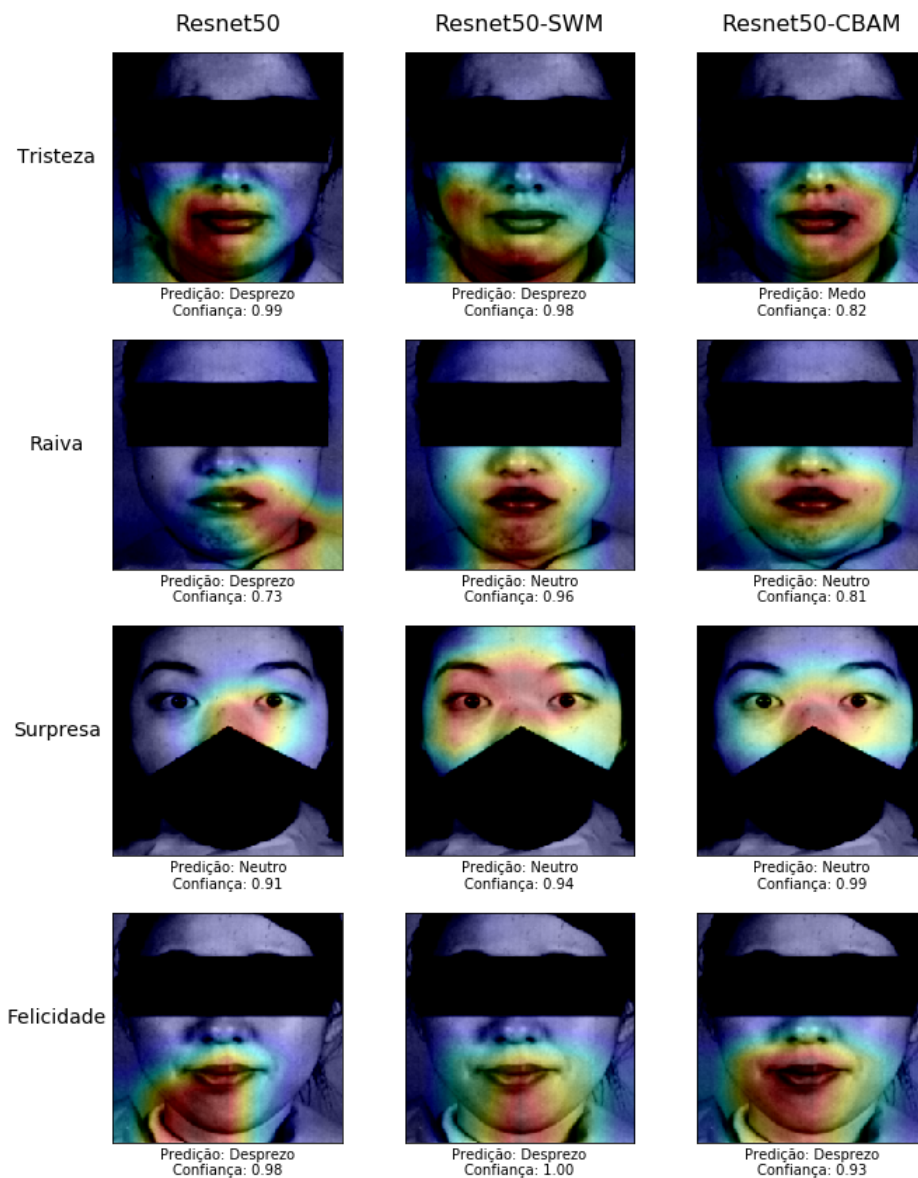 Resnet50 Resnet50-SWM Resnet50-CBAM
Tristeza
Predição: Desprezo Predição: Desprezo Predição: Medo
Confiança: 0.99 Confiança: 0.98 Confiança: 0.82
Raiva
Predição: Desprezo Predição: Neutro Predição: Neutro
Confiança: 0.73 Confiança: 0.96 Confiança: 0.81
Surpresa
Predição: Neutro Predição: Neutro Predição: Neutro
Confiança: 0.91 Confiança: 0.94 Confiança: 0.99
Felicidade
Predição: Desprezo Predição: Desprezo Predição: Desprezo
Confiança: 0.98 Confiança: 1.00 Confiança: 0.93